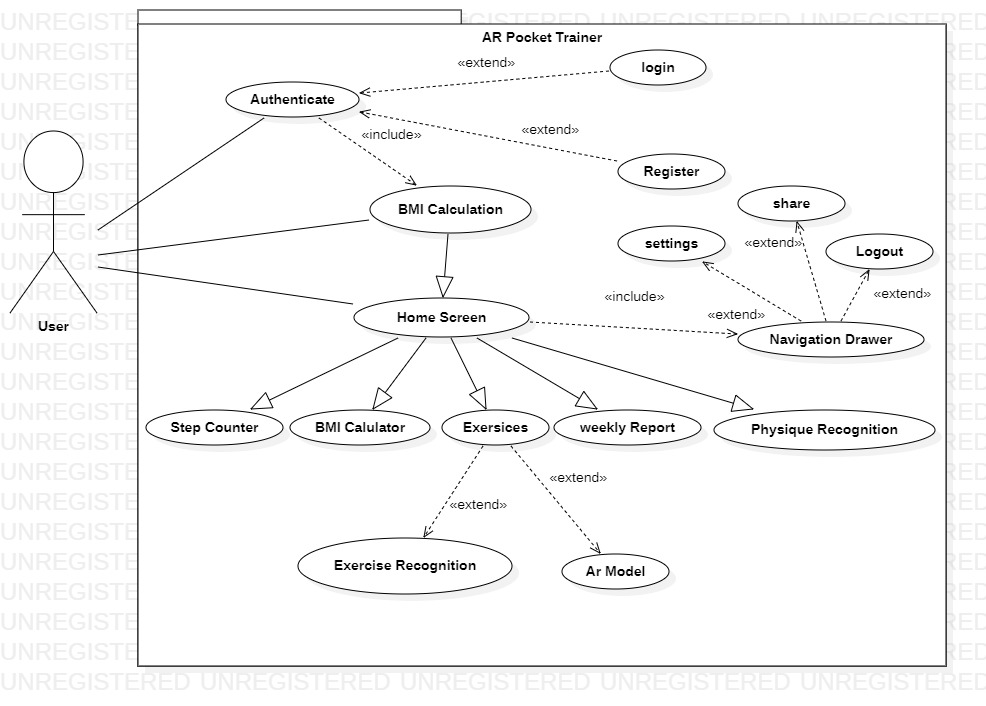 AR Pocket Trainer
«extend»
login
Authenticate
«include»
«extend»
Register
BMI Calculation
share
settings
«extend»
Logout
«include»
«extend»
«extend»
User
Home Screen
Navigation Drawer
Step Counter
BMI Calulator
Exersices
weekly Report
Physique Recognition
«extend»
«extend»
Exercise Recognition
Ar Model
UNREGISTERED UNREGISTERED UNREGISTERED UNREGISTERED UNREGISTERED